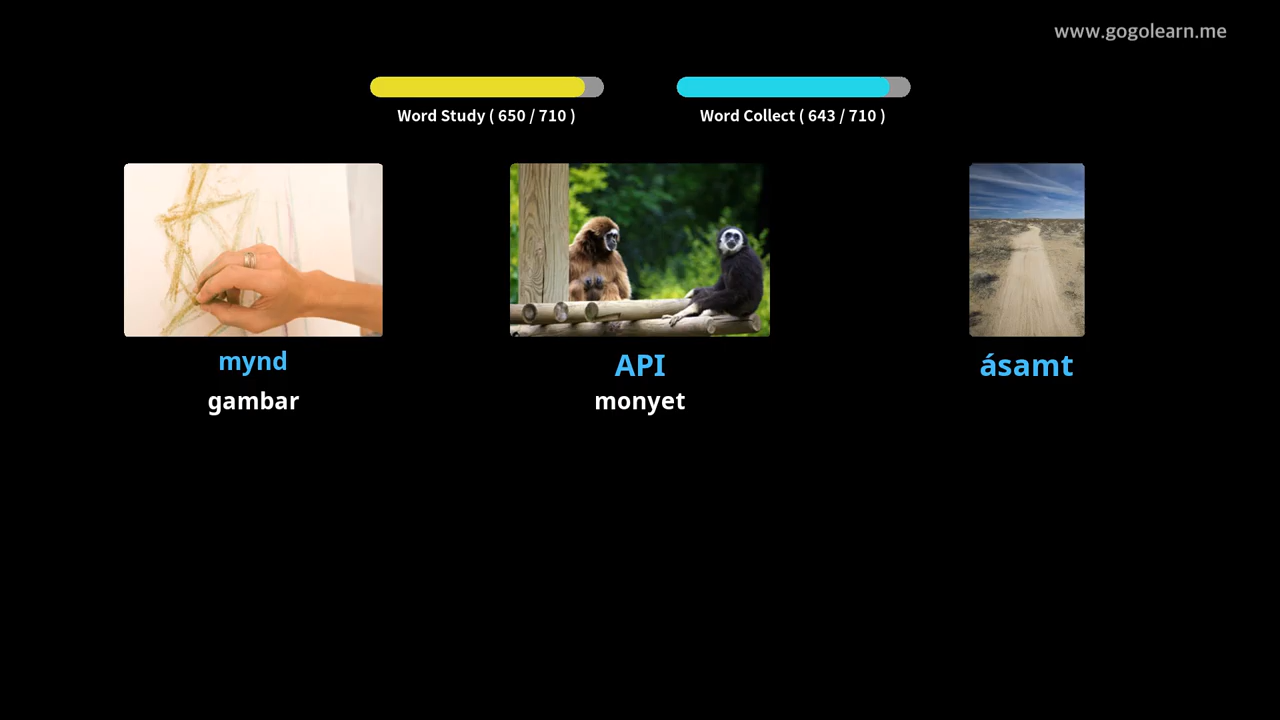 www.gogolearn.me
Word Study ( 650 / 710 )
Word Collect ( 643 / 710 )
mynd
gambar
API
monyet
ásamt